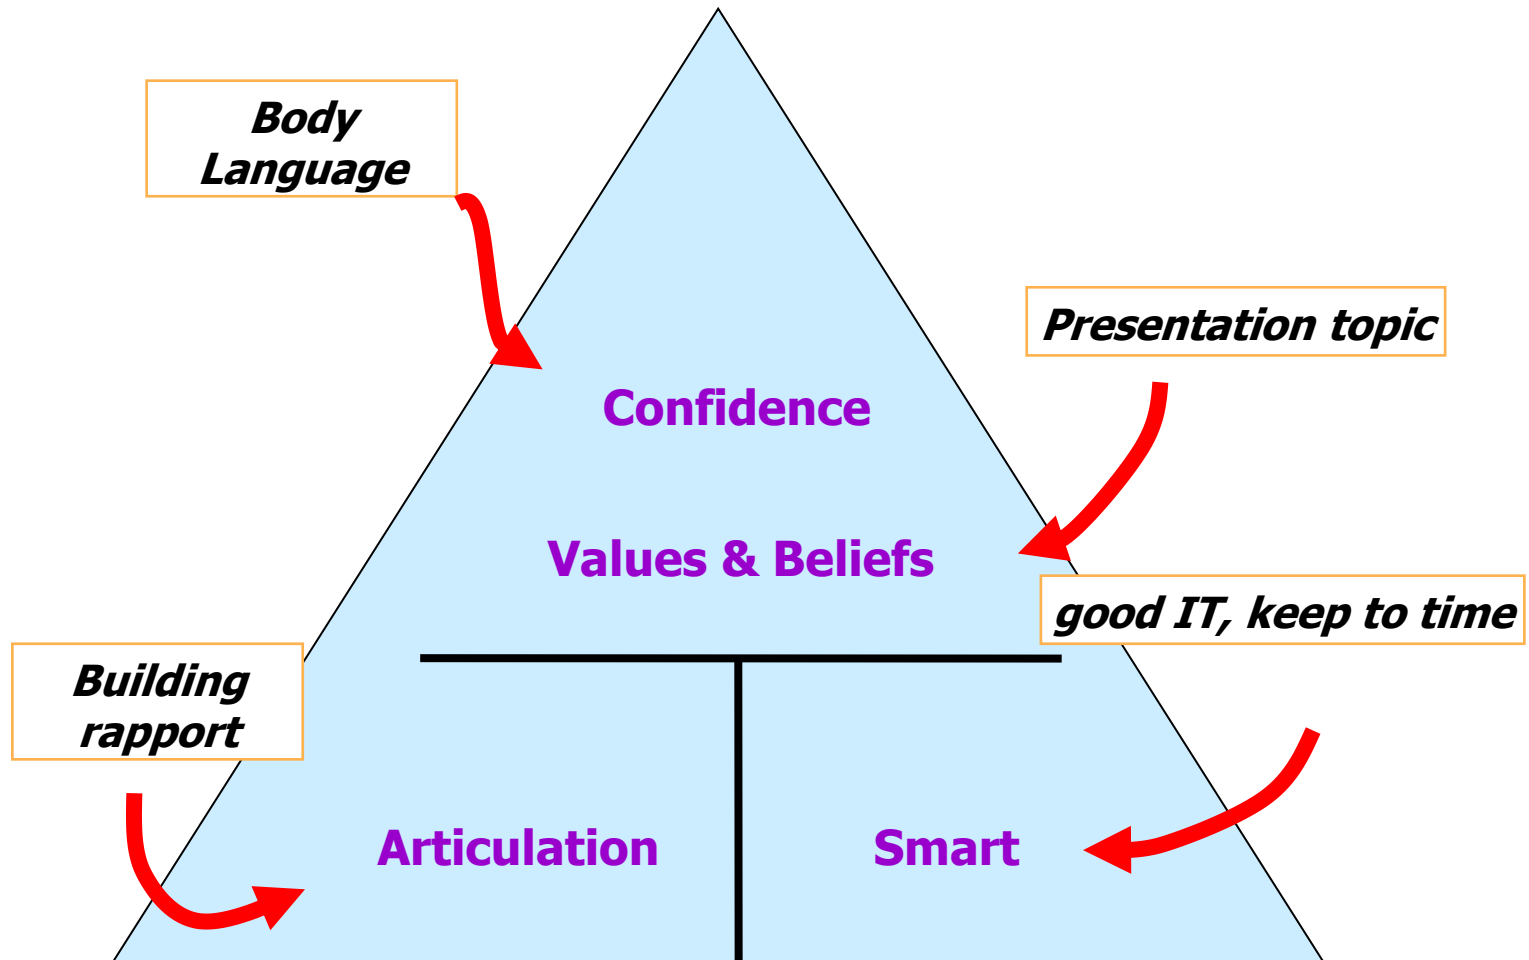 Body
Language
Presentation topic
Confidence
Values & Beliefs
good IT, keep to time
Building
rapport
Articulation
Smart